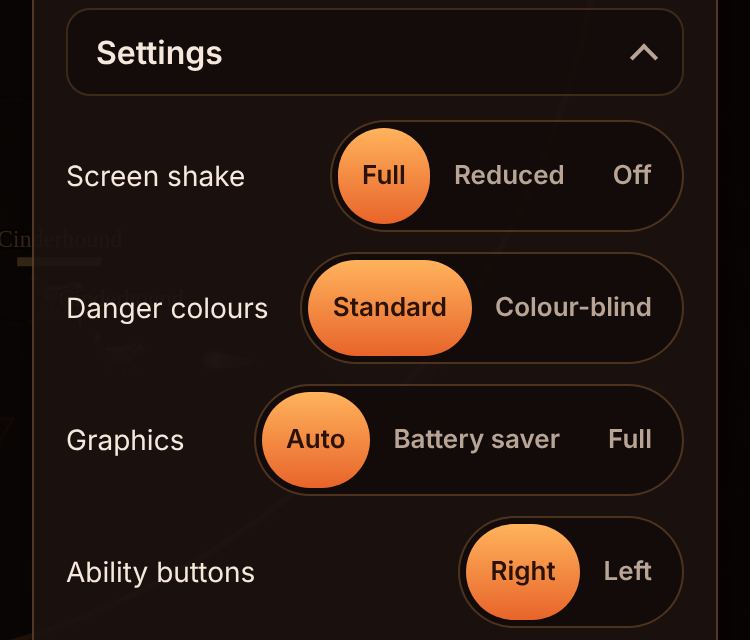 Settings
Screen shake Full Reduced Off
Cinderbound
Danger colours Standard Colour-blind
Graphics Auto Battery saver Full
Ability buttons Right Left